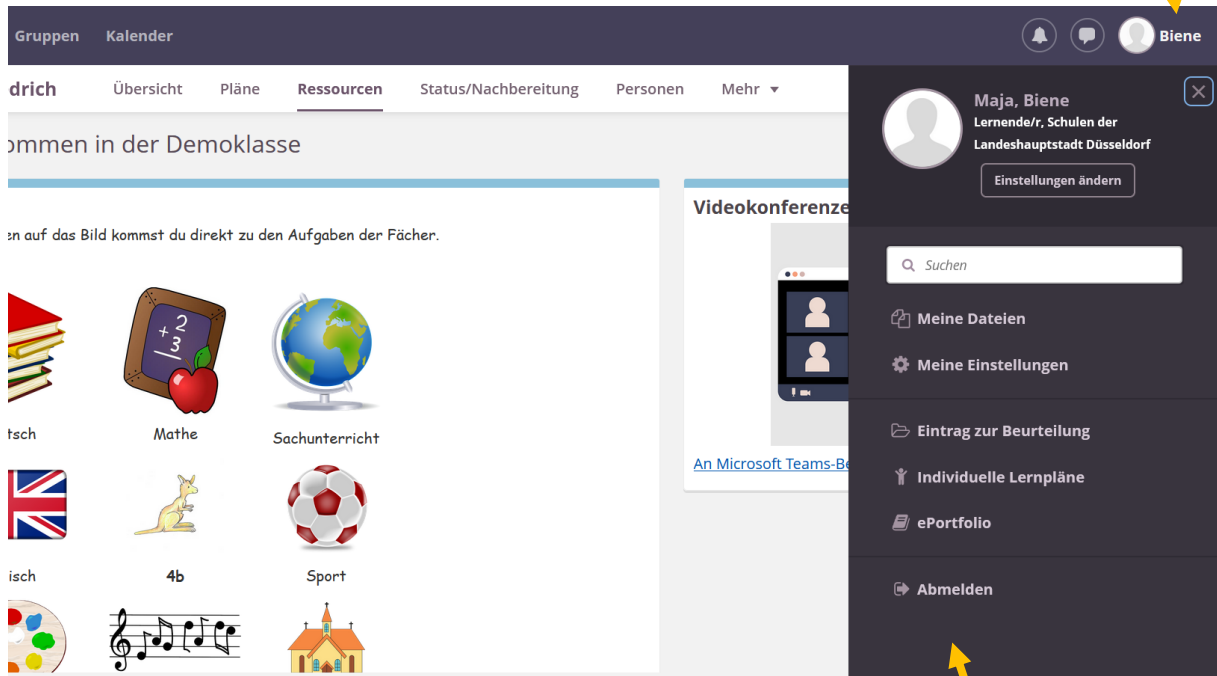 Gruppen Kalender
Biene
drich Übersicht Pläne Ressourcen Status/Nachbereitung Personen Mehr
ommen in der Demoklasse
en auf das Bild kommst du direkt zu den Aufgaben der Fächer.
+ 2
3
tsch Mathe Sachunterricht
isch 4b Sport
Videokonferenze
An Microsoft Teams-Be
Maja, Biene
Lernende/r, Schulen der
Landeshauptstadt Düsseldorf
Einstellungen ändern
Suchen
Meine Dateien
Meine Einstellungen
Eintrag zur Beurteilung
Individuelle Lernpläne
ePortfolio
Abmelden